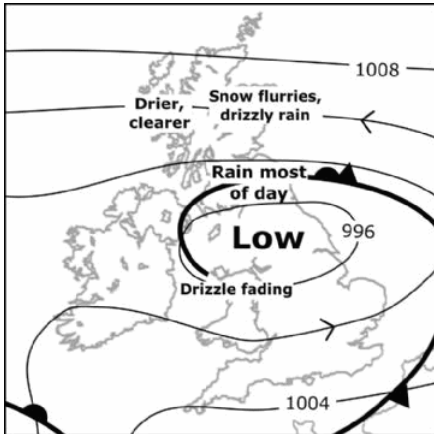 1008
Drier,
clearer
Snow flurries,
drizzly rain
Rain most
of day
Low
996
Drizzle fading
1004